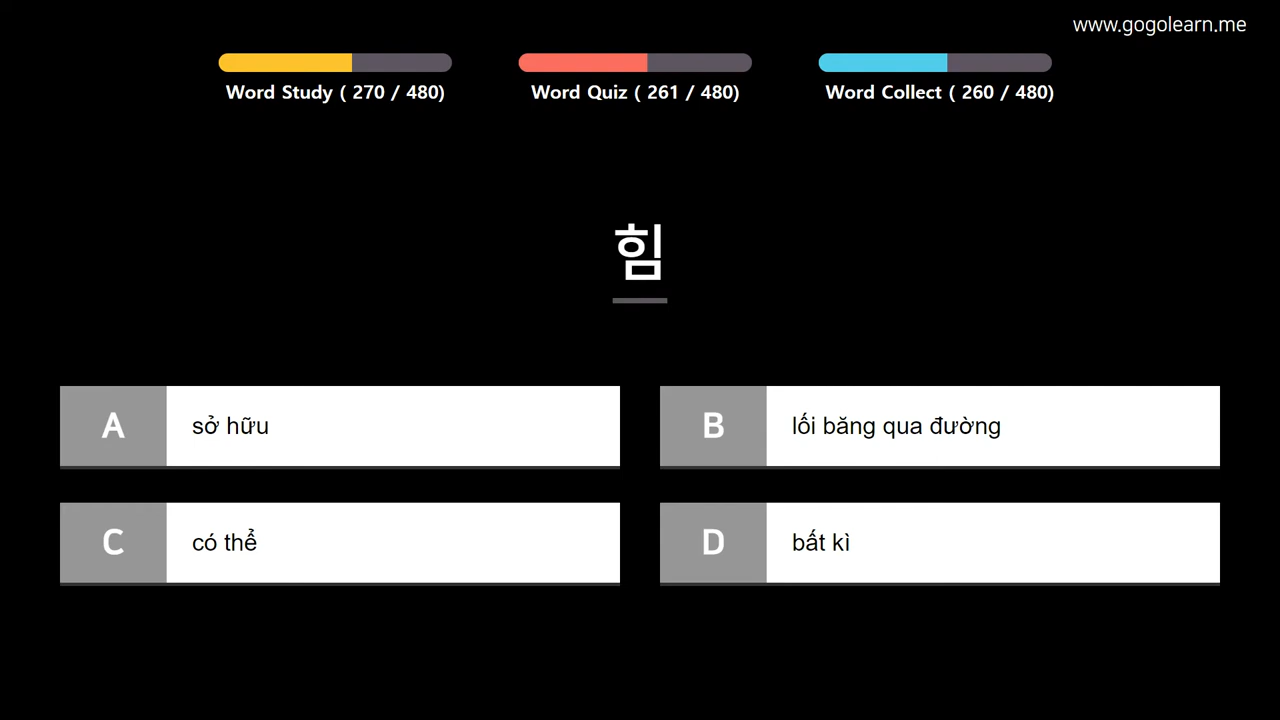 www.gogolearn.me
Word Study ( 270 / 480)
Word Quiz ( 261 / 480)
Word Collect ( 260 / 480)
힘
A
sở hữu
B
lối băng qua đường
C
có thể
D
bất kì